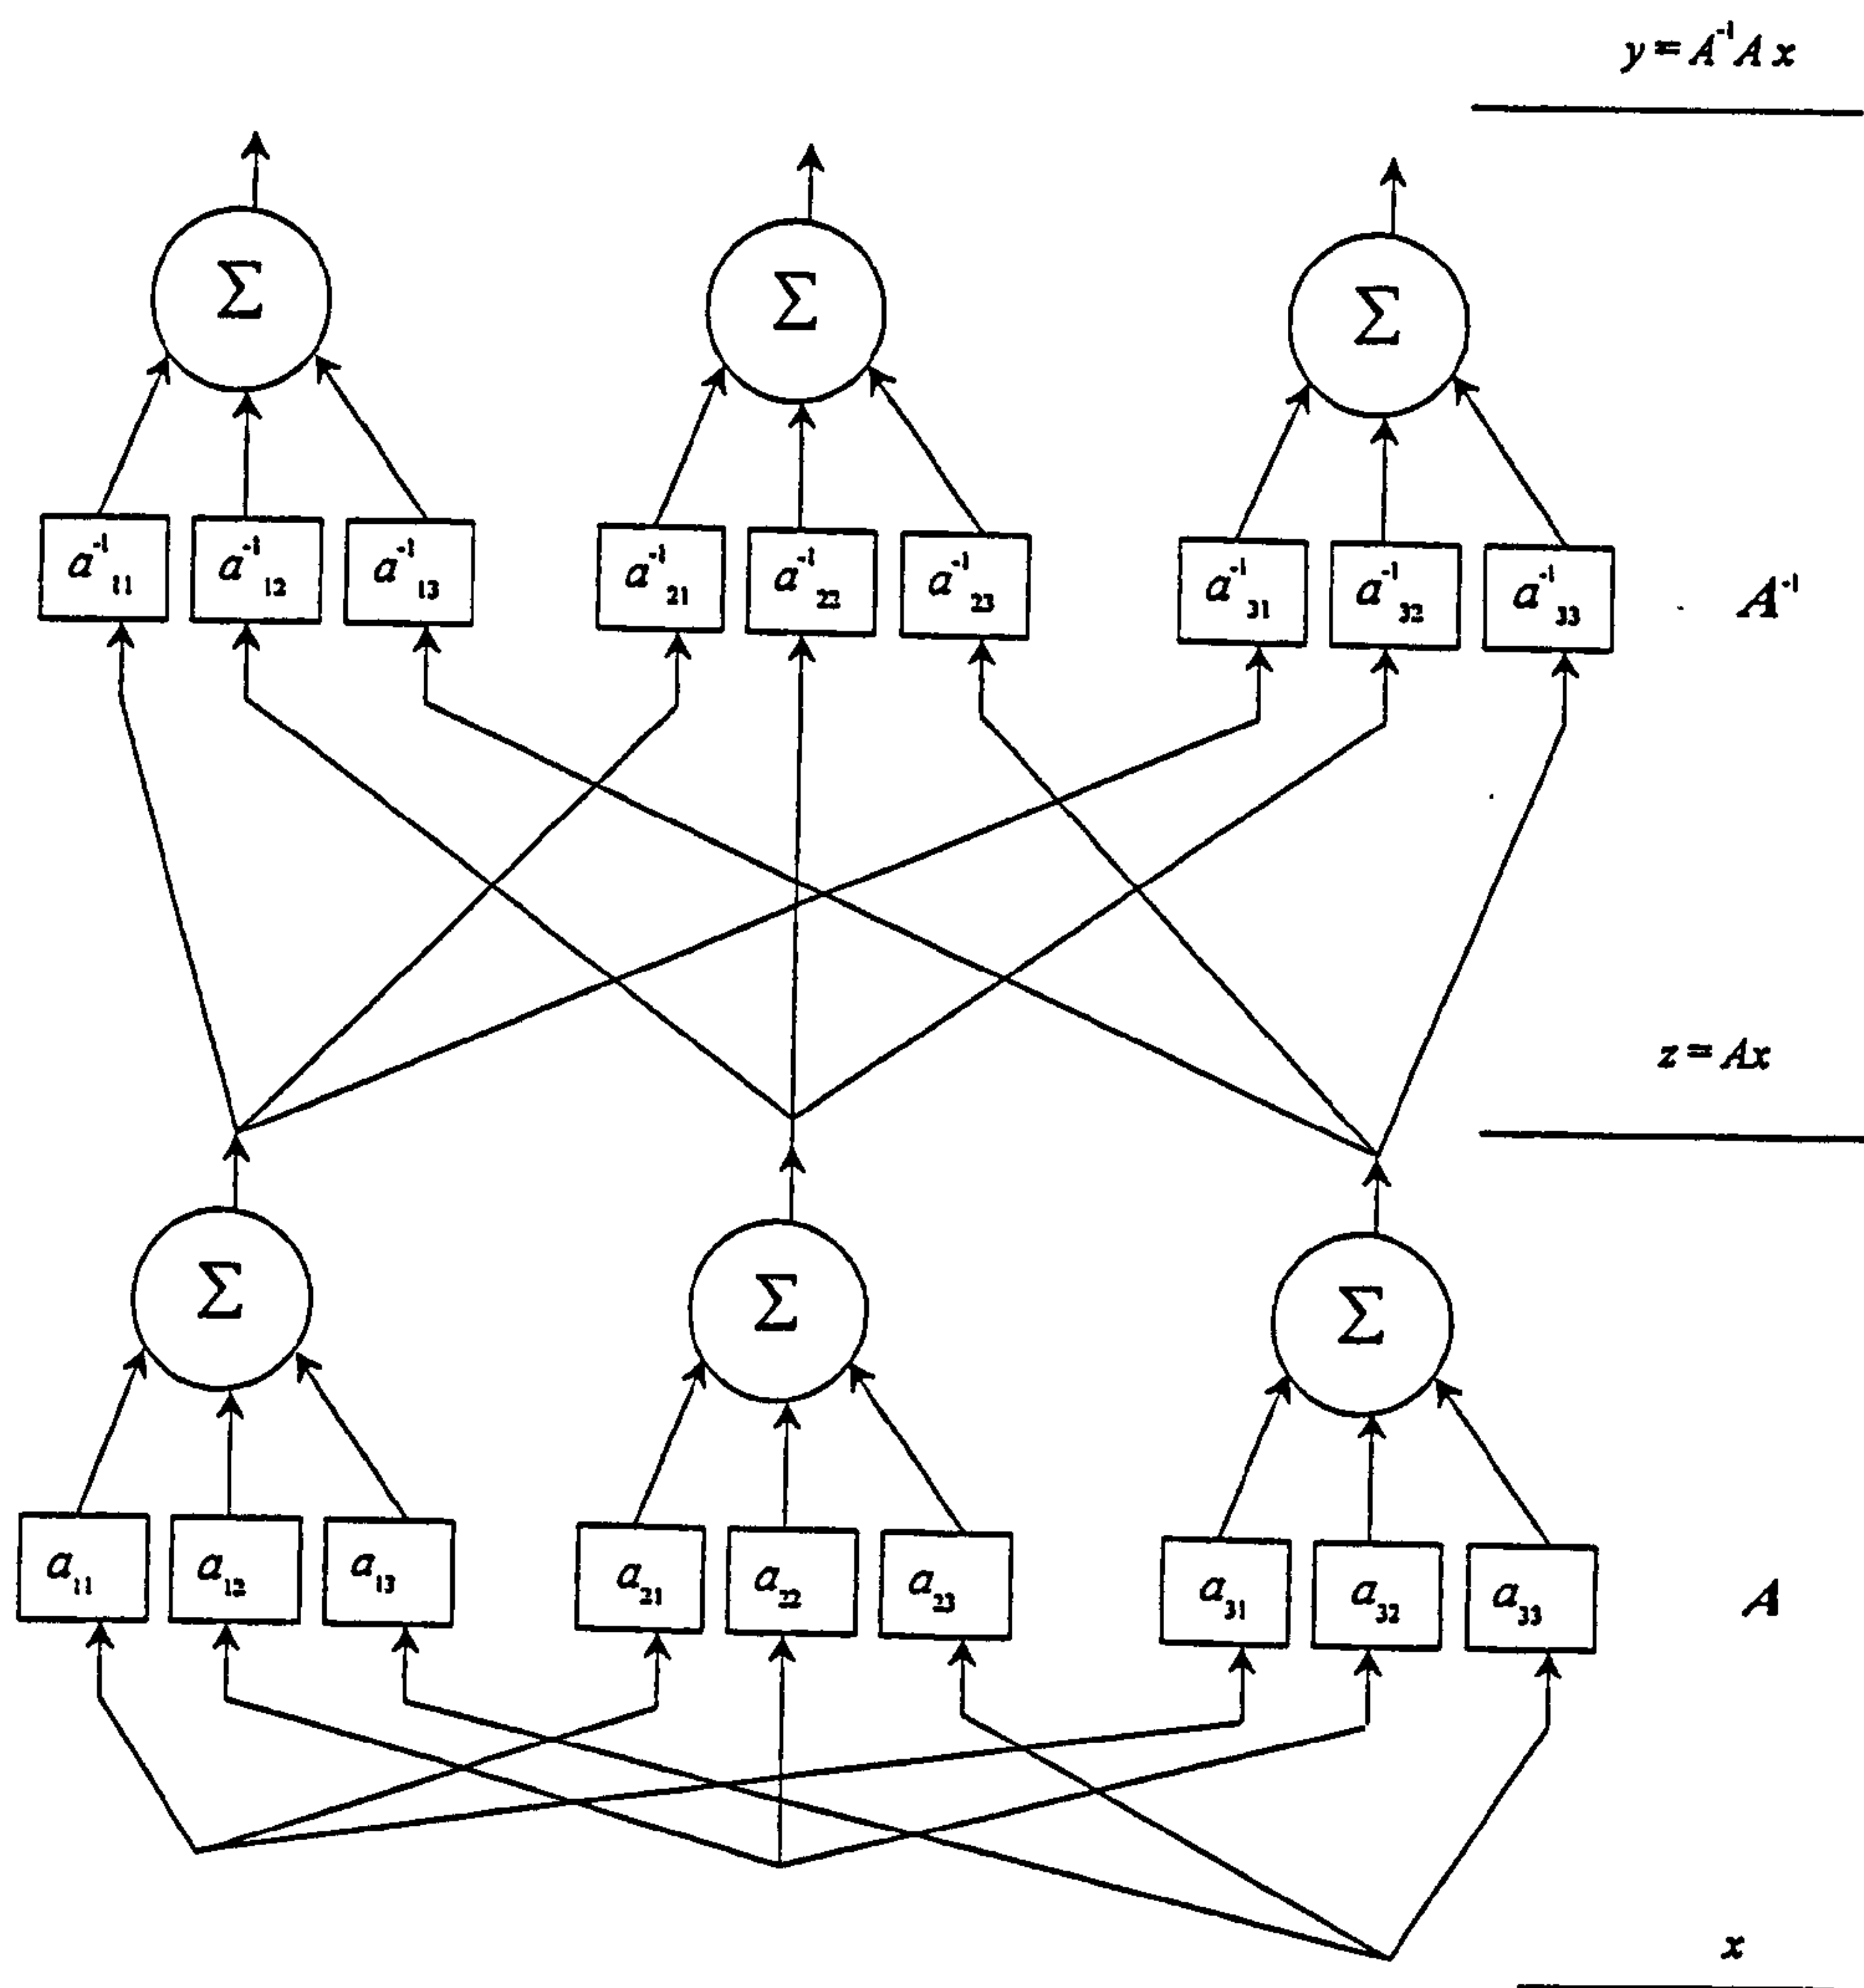 y = A⁻¹A x
Σ Σ Σ
a⁻¹₁₁ a⁻¹₁₂ a⁻¹₁₃ a⁻¹₂₁ a⁻¹₂₂ a⁻¹₂₃ a⁻¹₃₁ a⁻¹₃₂ a⁻¹₃₃ A⁻¹
z = Ax
Σ Σ Σ
a₁₁ a₁₂ a₁₃ a₂₁ a₂₂ a₂₃ a₃₁ a₃₂ a₃₃ A
x